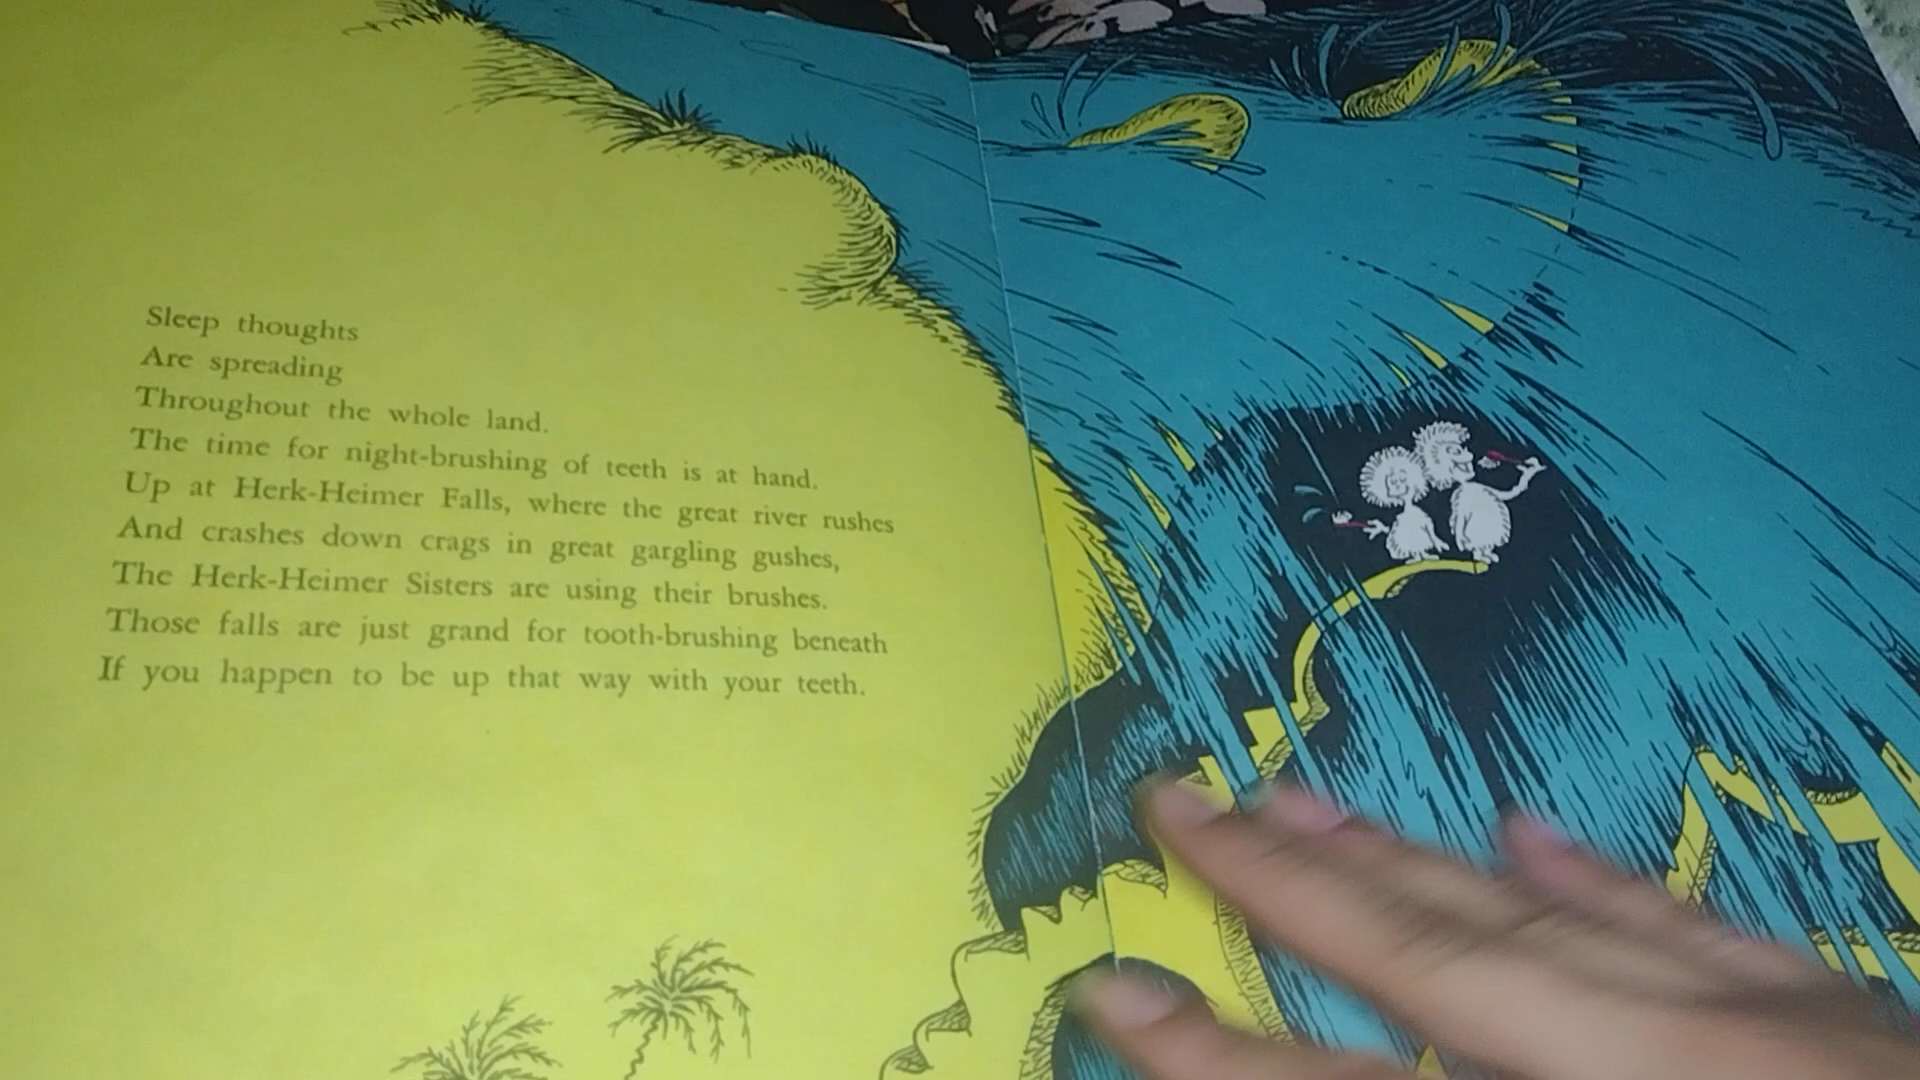 Sleep thoughts
Are spreading
Throughout the whole land.
The time for night-brushing of teeth is at hand.
Up at Herk-Heimer Falls, where the great river rushes
And crashes down crags in great gargling gushes,
The Herk-Heimer Sisters are using their brushes.
Those falls are just grand for tooth-brushing beneath
If you happen to be up that way with your teeth.